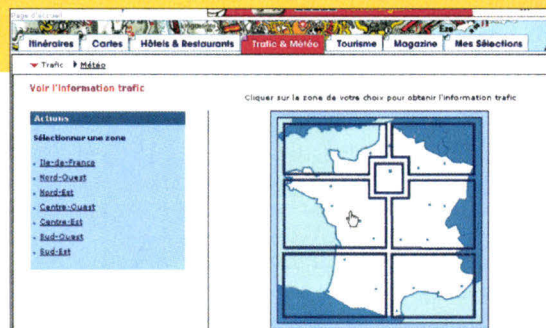 Page d'accueil
Itinéraires Cartes Hôtels & Restaurants Trafic & Météo Tourisme Magazine Mes Sélections
Trafic Météo
Voir l'information trafic
Cliquer sur la zone de votre choix pour obtenir l'information trafic
Actions
Sélectionner une zone
Ile-de-France
Nord-Ouest
Nord-Est
Centre-Ouest
Centre-Est
Sud-Ouest
Sud-Est